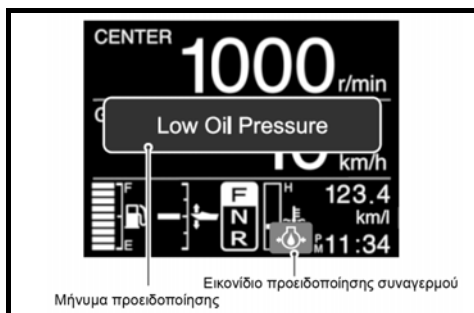 CENTER
1000 r/min
Low Oil Pressure
km/h
F
E
F
N
R
H
123.4
km/l
PM 11:34
Εικονίδιο προειδοποίησης συναγερμού
Μήνυμα προειδοποίησης